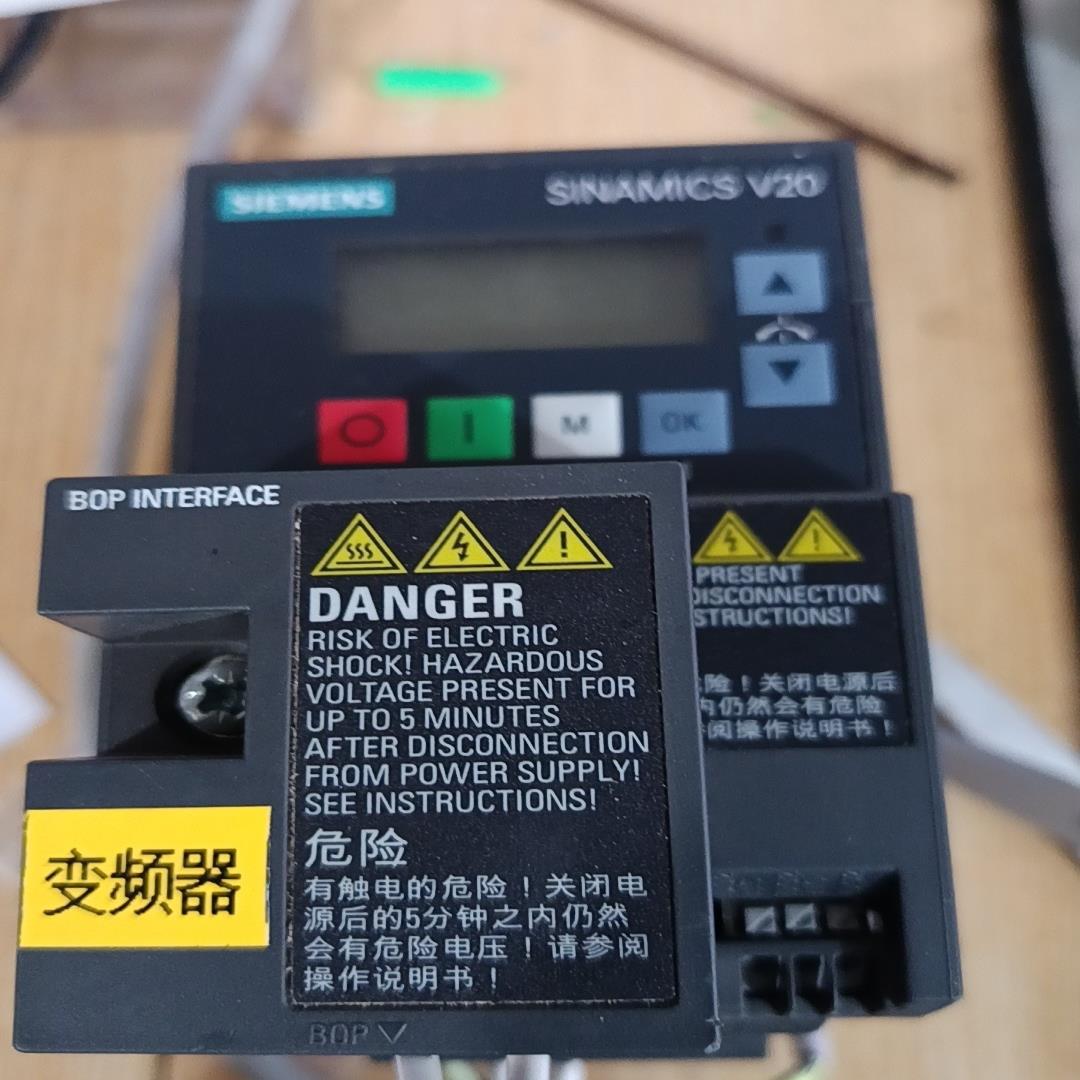 SIEMENS
SINAMICS V20
M
OK
BOP INTERFACE
DANGER
RISK OF ELECTRIC
SHOCK! HAZARDOUS
VOLTAGE PRESENT FOR
UP TO 5 MINUTES
AFTER DISCONNECTION
FROM POWER SUPPLY!
SEE INSTRUCTIONS!
危险
有触电的危险！关闭电
源后的5分钟之内仍然
会有危险电压！请参阅
操作说明书！
变频器
BOP
PRESENT
DISCONNECTION
STRUCTIONS!
险！关闭电源后
内仍然会有危险
参阅操作说明书！